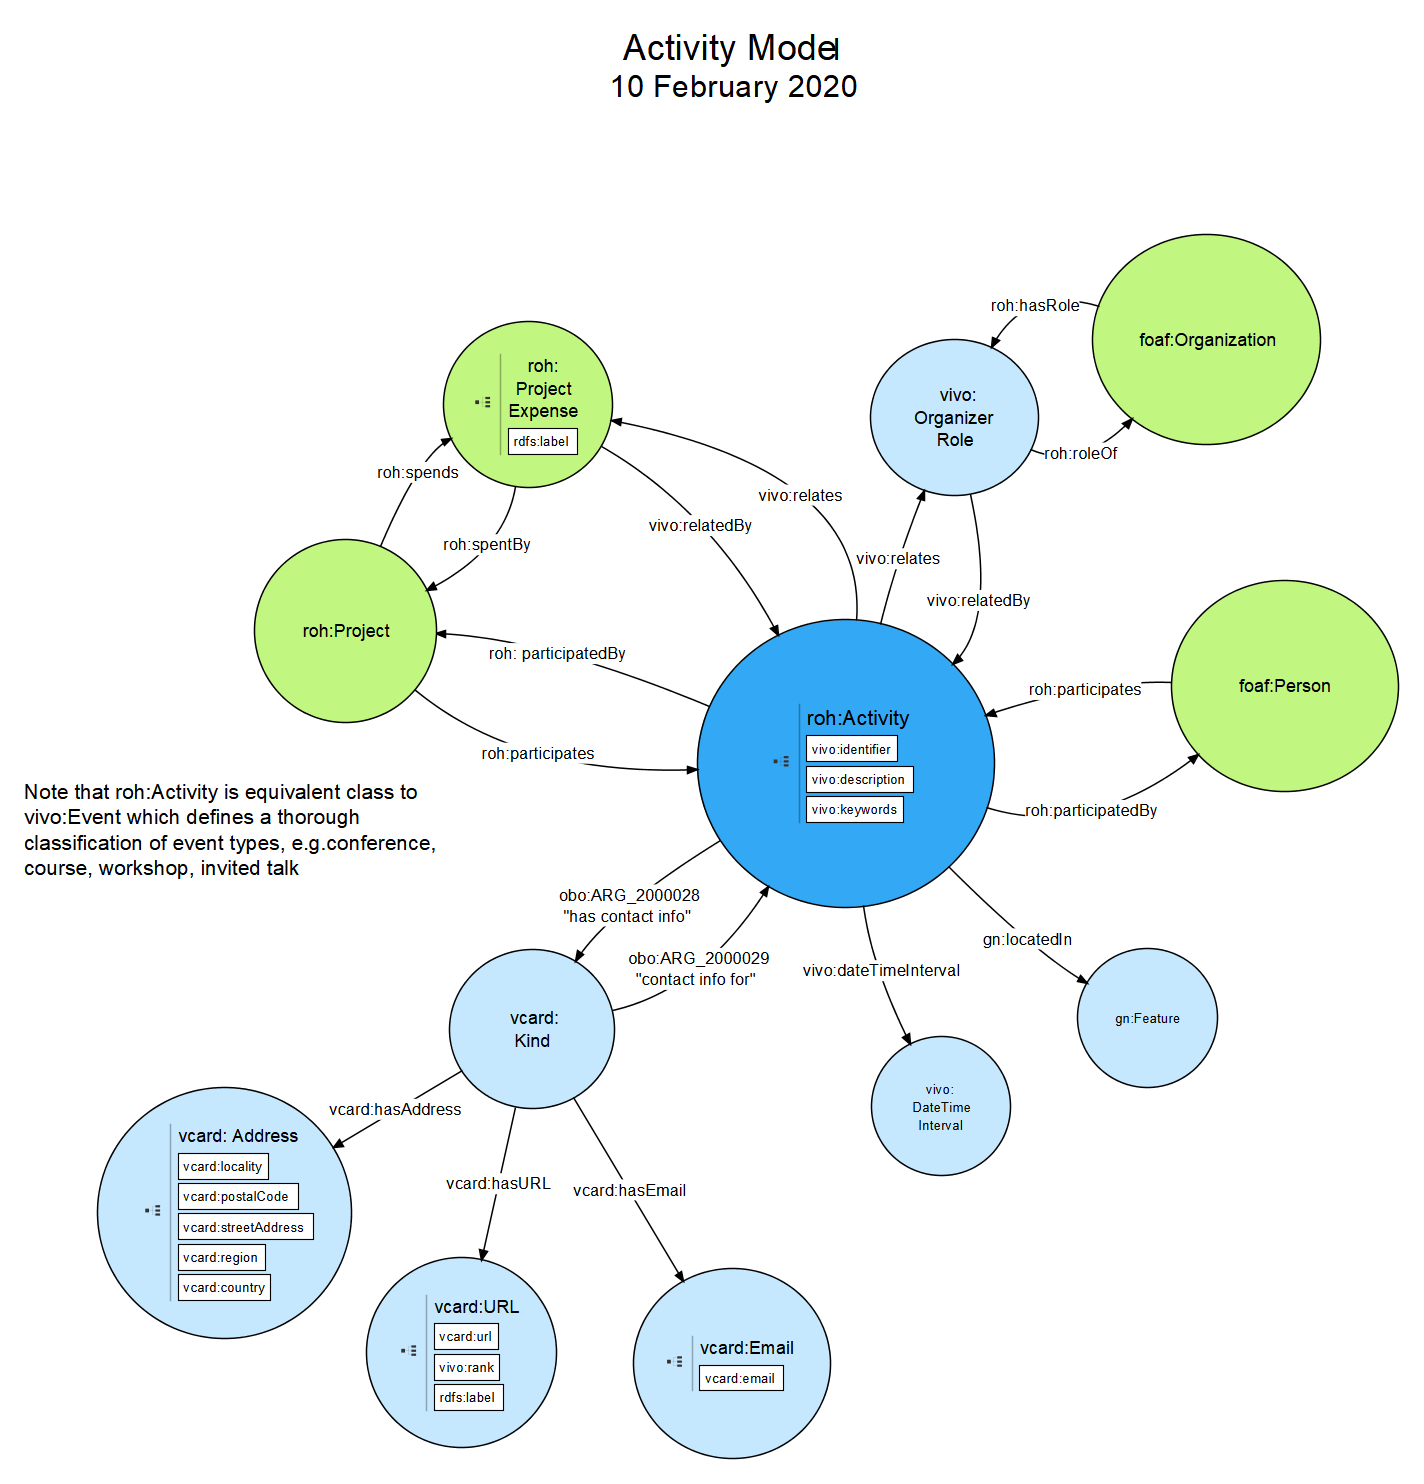 Activity Model
10 February 2020
foaf:Organization
roh:hasRole
vivo:
Organizer
Role
roh:roleOf
roh:
Project
Expense
rdfs:label
roh:spends
roh:spentBy
vivo:relates
vivo:relatedBy
vivo:relates
vivo:relatedBy
roh:Project
roh: participatedBy
roh:participates
foaf:Person
roh:participates
roh:participatedBy
roh:Activity
vivo:identifier
vivo:description
vivo:keywords
Note that roh:Activity is equivalent class to
vivo:Event which defines a thorough
classification of event types, e.g.conference,
course, workshop, invited talk
obo:ARG_2000028
"has contact info"
obo:ARG_2000029
"contact info for"
vivo:dateTimeInterval
gn:locatedIn
gn:Feature
vivo:
DateTime
Interval
vcard:
Kind
vcard:hasAddress
vcard:hasURL
vcard:hasEmail
vcard: Address
vcard:locality
vcard:postalCode
vcard:streetAddress
vcard:region
vcard:country
vcard:URL
vcard:url
vivo:rank
rdfs:label
vcard:Email
vcard:email